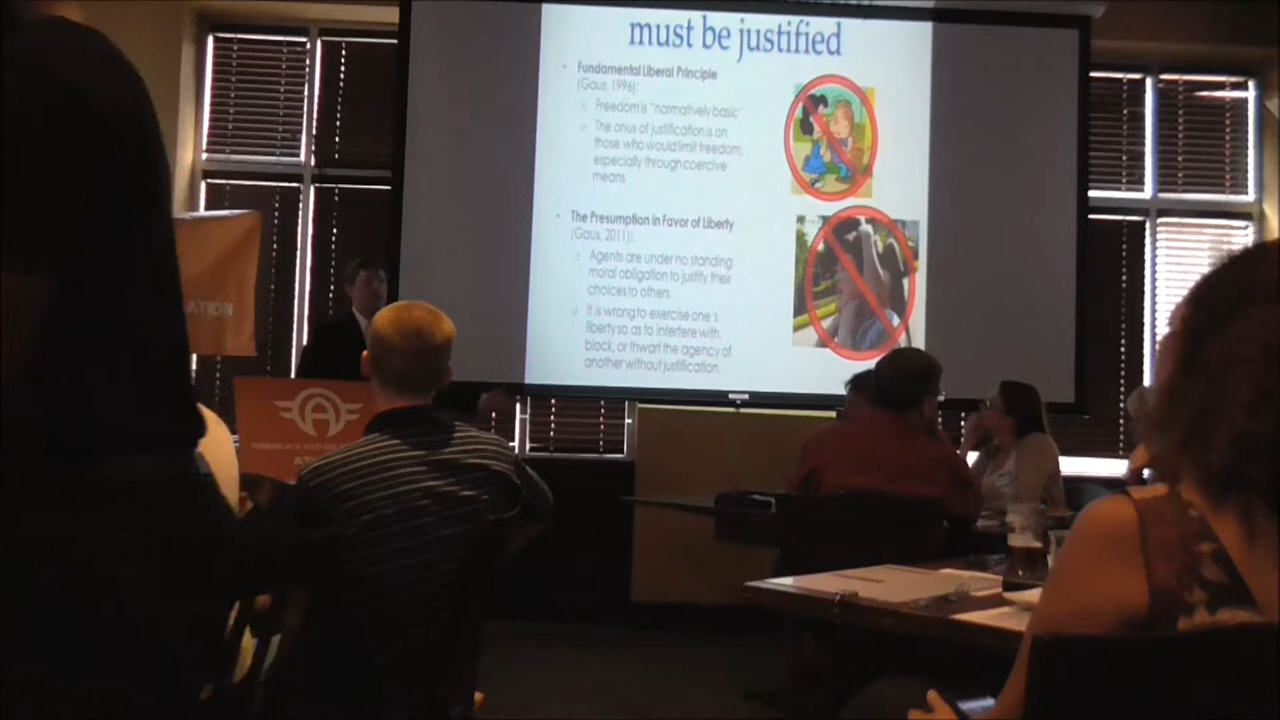 must be justified
• Fundamental Liberal Principle
(Gaus, 1996):
○ Freedom is "normatively basic"
○ The onus of justification is on
those who would limit freedom,
especially through coercive
means
• The Presumption in Favor of Liberty
(Gaus, 2011):
○ Agents are under no standing
moral obligation to justify their
choices to others
○ It is wrong to exercise one's
liberty so as to interfere with,
block, or thwart the agency of
another without justification.
ATION
A
AMERICA'S FUTURE